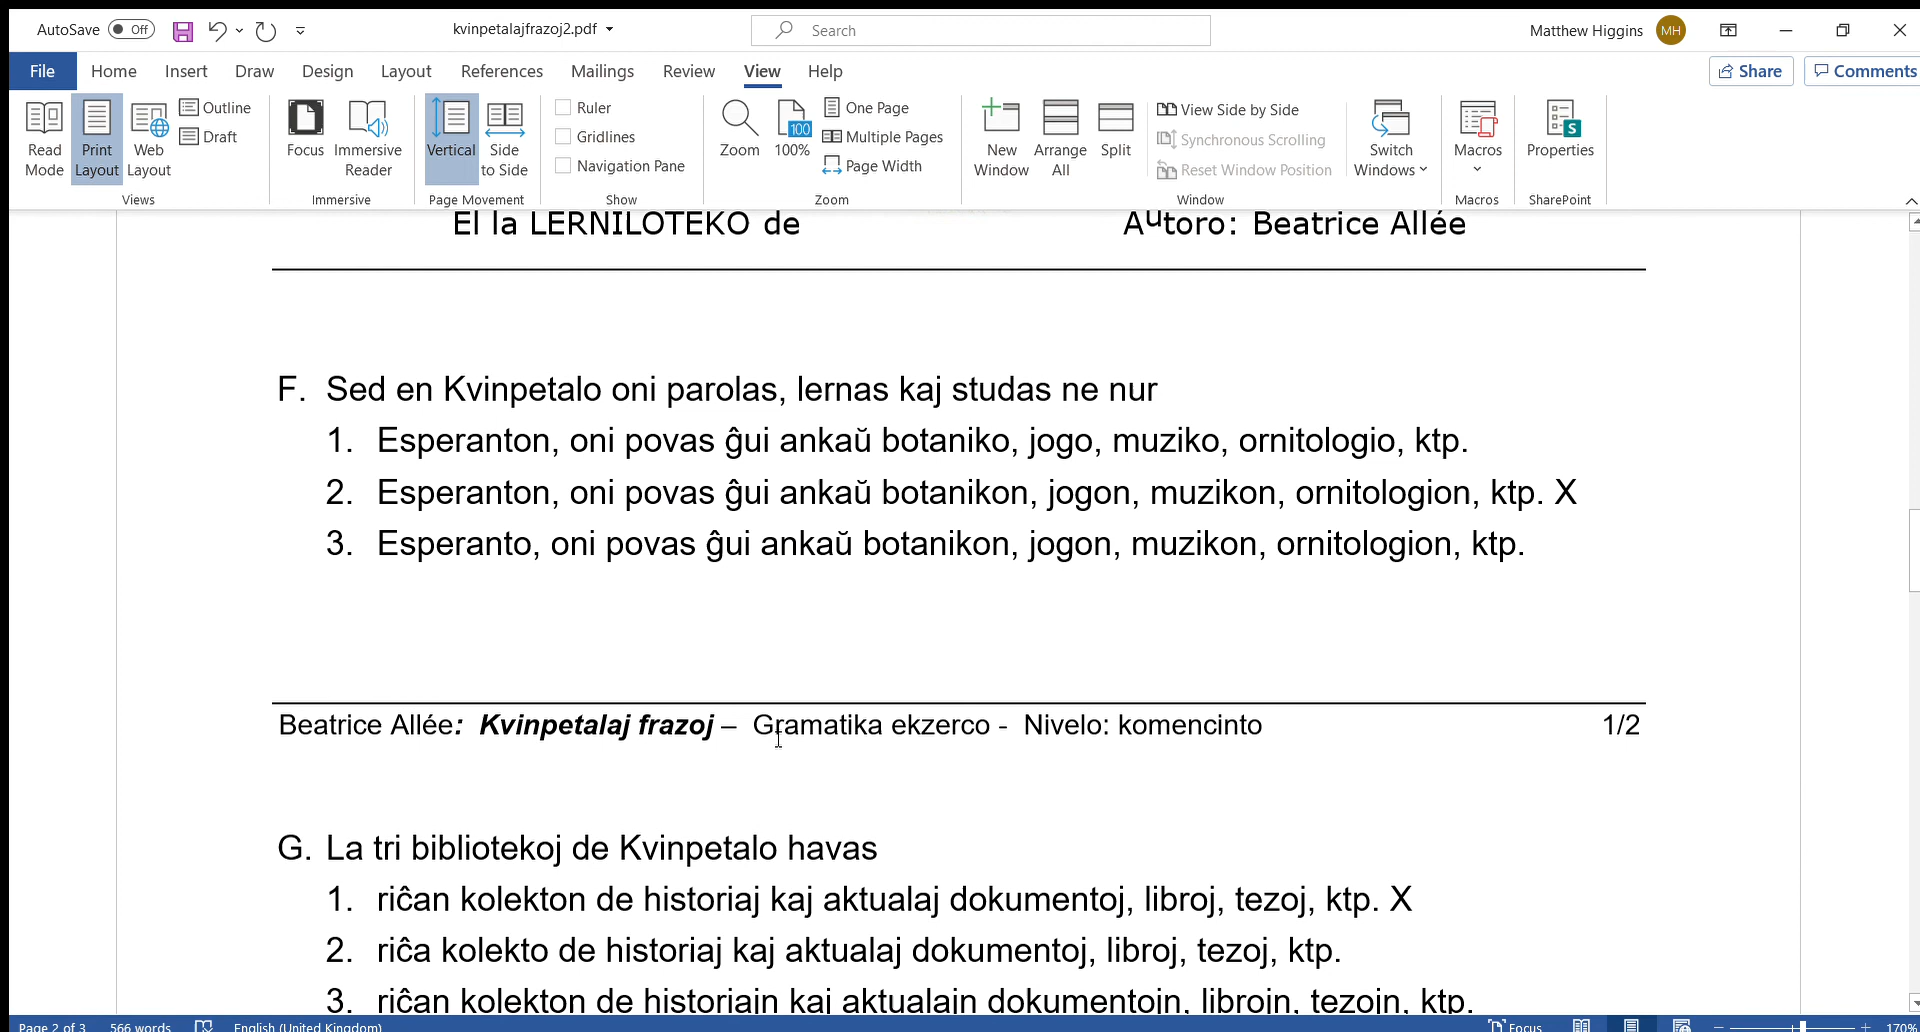 AutoSave Off kvinpetalajfrazoj2.pdf Search Matthew Higgins MH
File Home Insert Draw Design Layout References Mailings Review View Help Share Comments
Read Mode
Print Layout
Web Layout
Outline
Draft
Views
Focus
Immersive Reader
Immersive
Vertical
Side to Side
Page Movement
Ruler
Gridlines
Navigation Pane
Show
Zoom
100
100%
One Page
Multiple Pages
Page Width
Zoom
New Window
Arrange All
Split
View Side by Side
Synchronous Scrolling
Reset Window Position
Switch Windows
Window
Macros
Macros
S
Properties
SharePoint
El la LERNILOTEKO de Aŭtoro: Beatrice Allée
F. Sed en Kvinpetalo oni parolas, lernas kaj studas ne nur
1. Esperanton, oni povas ĝui ankaŭ botaniko, jogo, muziko, ornitologio, ktp.
2. Esperanton, oni povas ĝui ankaŭ botanikon, jogon, muzikon, ornitologion, ktp. X
3. Esperanto, oni povas ĝui ankaŭ botanikon, jogon, muzikon, ornitologion, ktp.
Beatrice Allée: Kvinpetalaj frazoj – Gramatika ekzerco - Nivelo: komencinto 1/2
G. La tri bibliotekoj de Kvinpetalo havas
1. riĉan kolekton de historiaj kaj aktualaj dokumentoj, libroj, tezoj, ktp. X
2. riĉa kolekto de historiaj kaj aktualaj dokumentoj, libroj, tezoj, ktp.
3. riĉan kolekton de historiajn kaj aktualajn dokumentojn, librojn, tezojn, ktp.
Page 2 of 3 566 words English (United Kingdom) Focus 170%